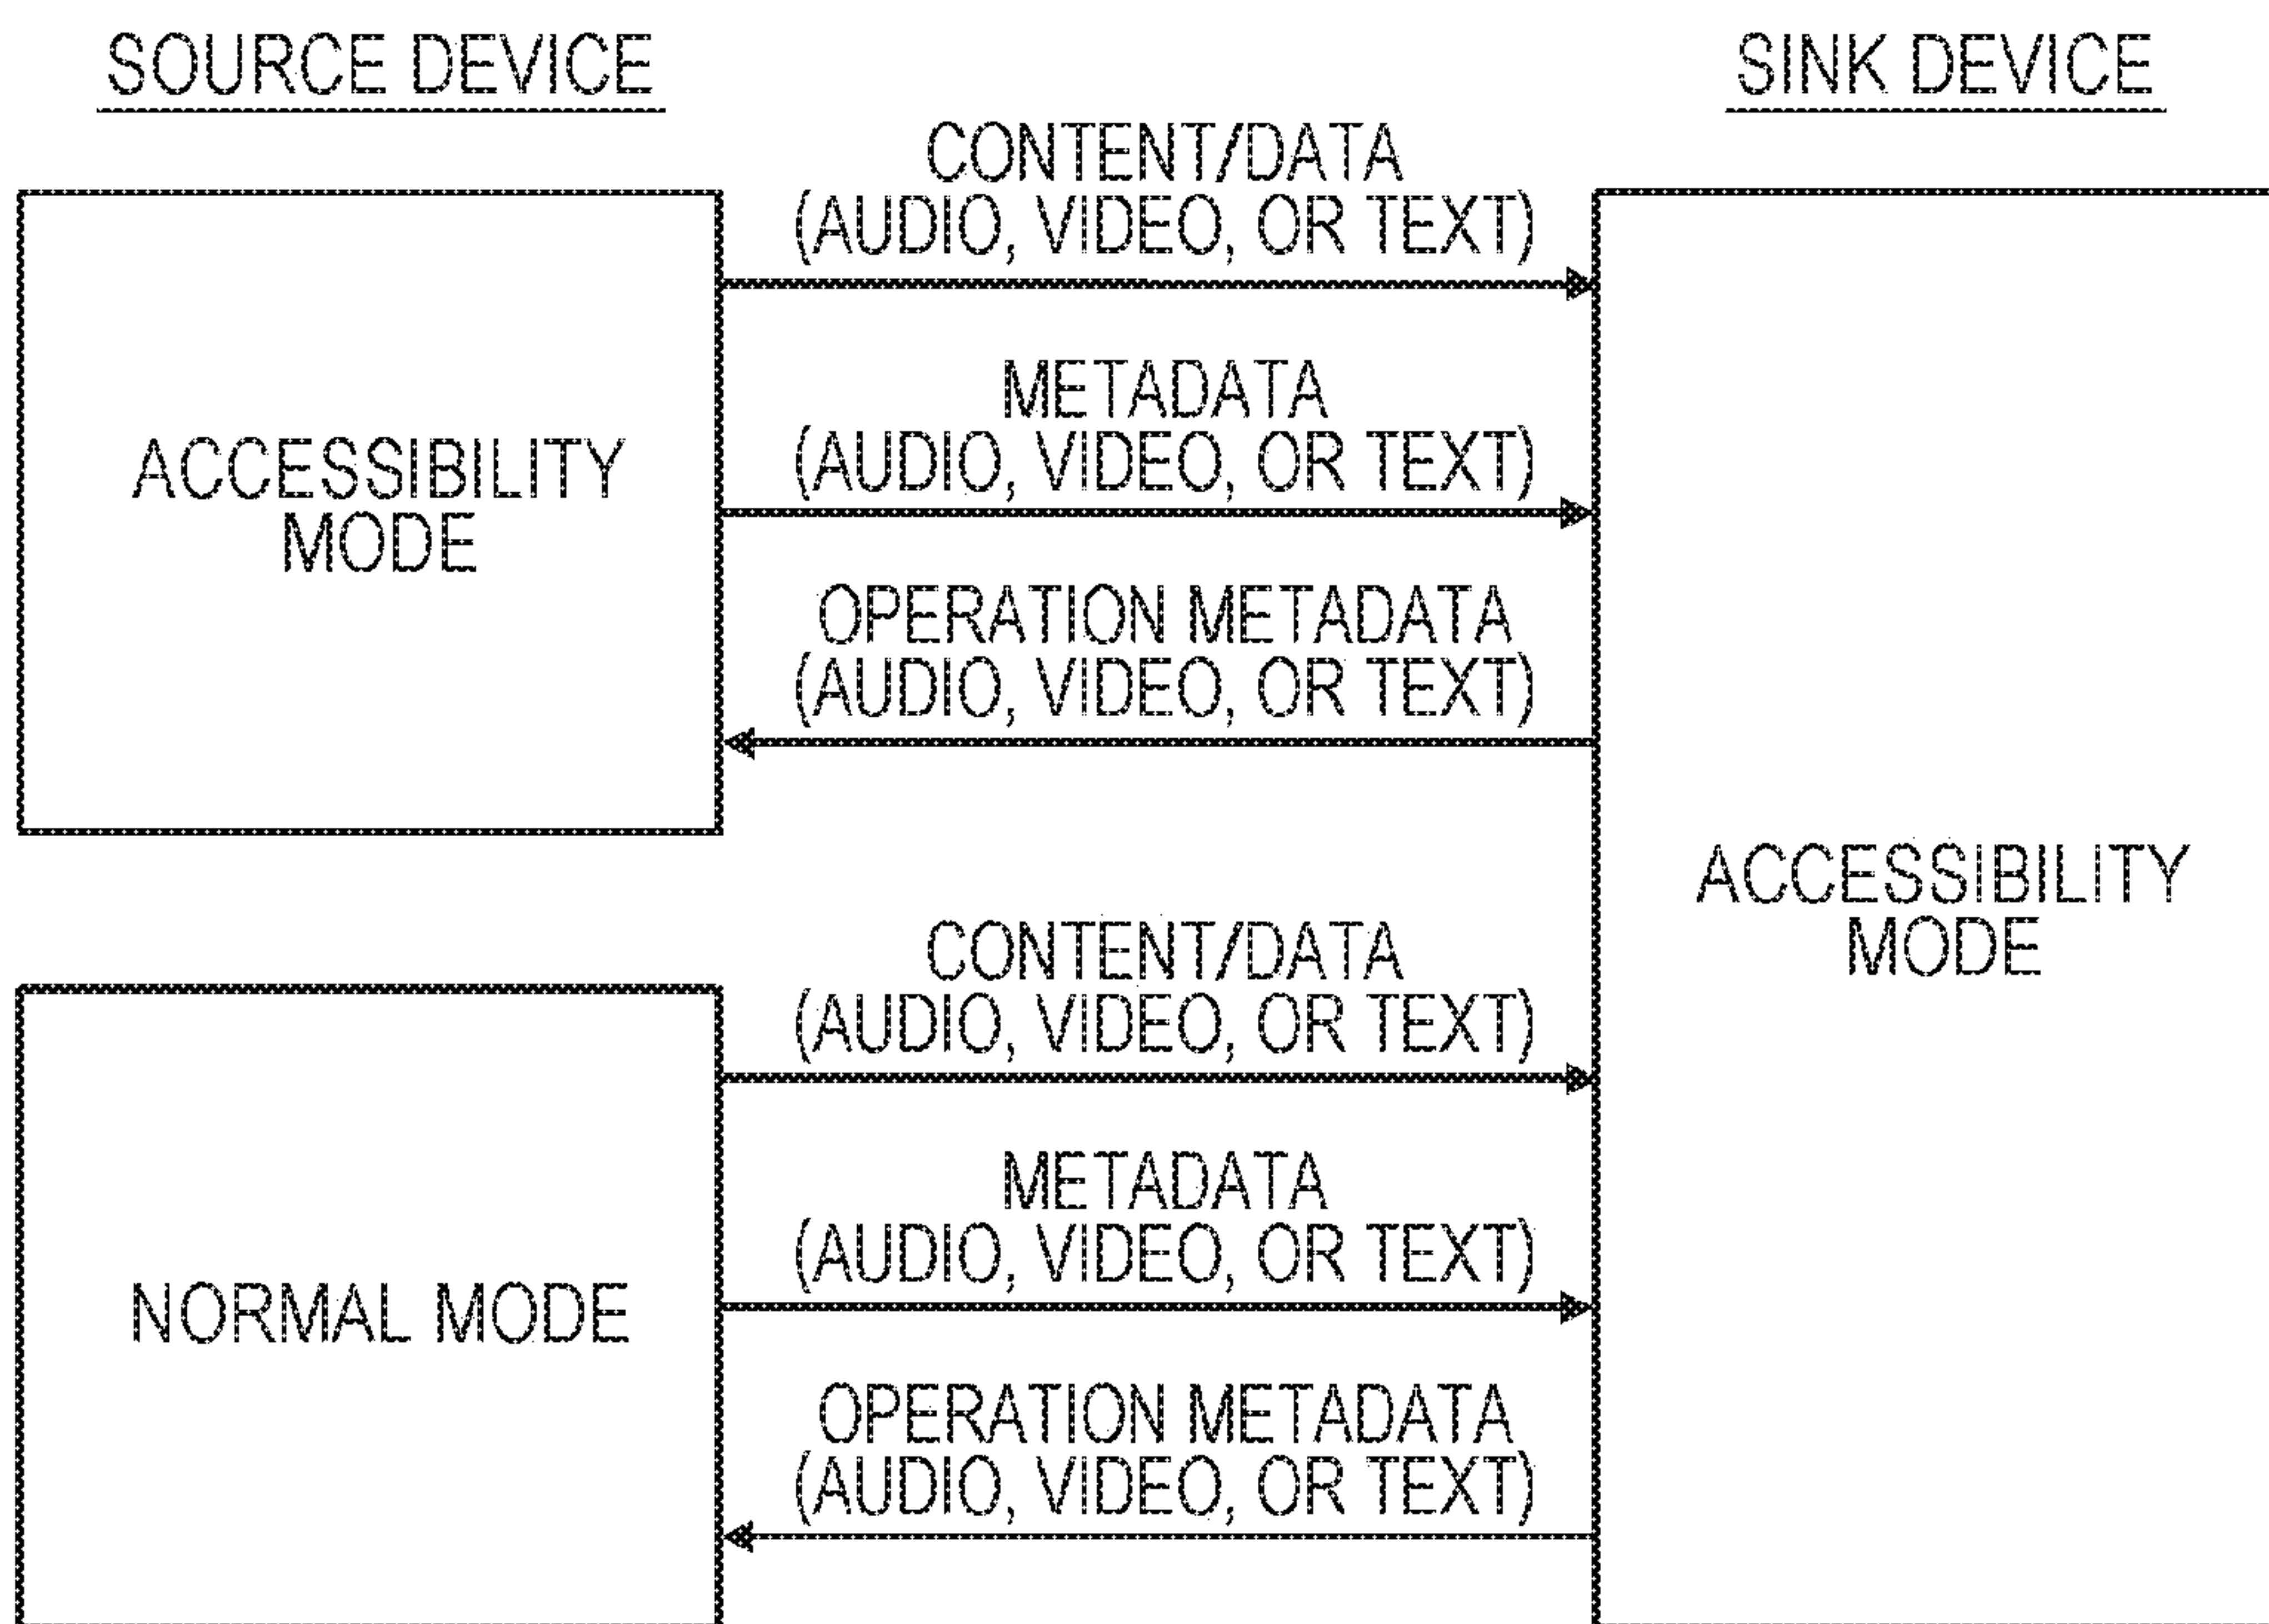 SOURCE DEVICE
SINK DEVICE
CONTENT/DATA
(AUDIO, VIDEO, OR TEXT)
METADATA
(AUDIO, VIDEO, OR TEXT)
ACCESSIBILITY
MODE
OPERATION METADATA
(AUDIO, VIDEO, OR TEXT)
ACCESSIBILITY
MODE
CONTENT/DATA
(AUDIO, VIDEO, OR TEXT)
METADATA
(AUDIO, VIDEO, OR TEXT)
NORMAL MODE
OPERATION METADATA
(AUDIO, VIDEO, OR TEXT)